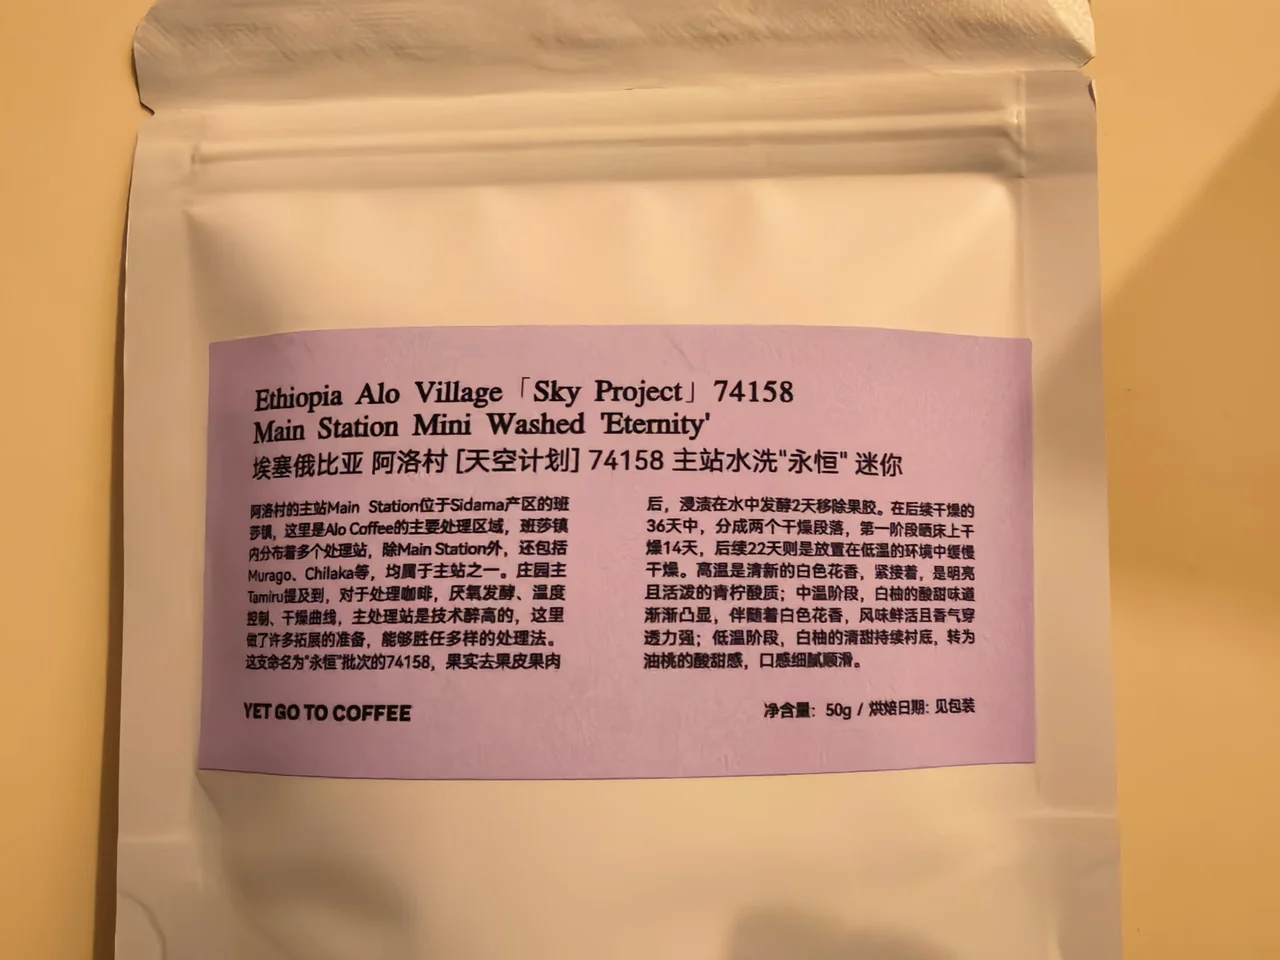 Ethiopia Alo Village「Sky Project」74158
Main Station Mini Washed 'Eternity'
埃塞俄比亚 阿洛村 [天空计划] 74158 主站水洗"永恒" 迷你
阿洛村的主站Main Station位于Sidama产区的班
莎镇，这里是Alo Coffee的主要处理区域，班莎镇
内分布着多个处理站，除Main Station外，还包括
Murago、Chilaka等，均属于主站之一。庄园主
Tamiru提及到，对于处理咖啡，厌氧发酵、温度
控制、干燥曲线，主处理站是技术醉高的，这里
做了许多拓展的准备，能够胜任多样的处理法。
这支命名为"永恒"批次的74158，果实去果皮果肉
后，浸渍在水中发酵2天移除果胶。在后续干燥的
36天中，分成两个干燥段落，第一阶段晒床上干
燥14天，后续22天则是放置在低温的环境中缓慢
干燥。高温是清新的白色花香，紧接着，是明亮
且活泼的青柠酸质；中温阶段，白柚的酸甜味道
渐渐凸显，伴随着白色花香，风味鲜活且香气穿
透力强；低温阶段，白柚的清甜持续衬底，转为
油桃的酸甜感，口感细腻顺滑。
YET GO TO COFFEE
净含量：50g / 烘焙日期: 见包装